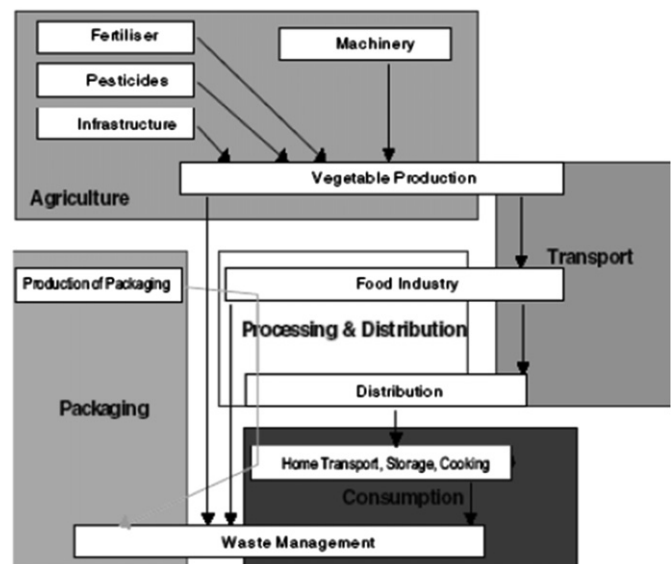 Fertiliser
Machinery
Pesticides
Infrastructure
Vegetable Production
Agriculture
Transport
Production of Packaging
Food Industry
Processing & Distribution
Distribution
Packaging
Home Transport, Storage, Cooking
Consumption
Waste Management